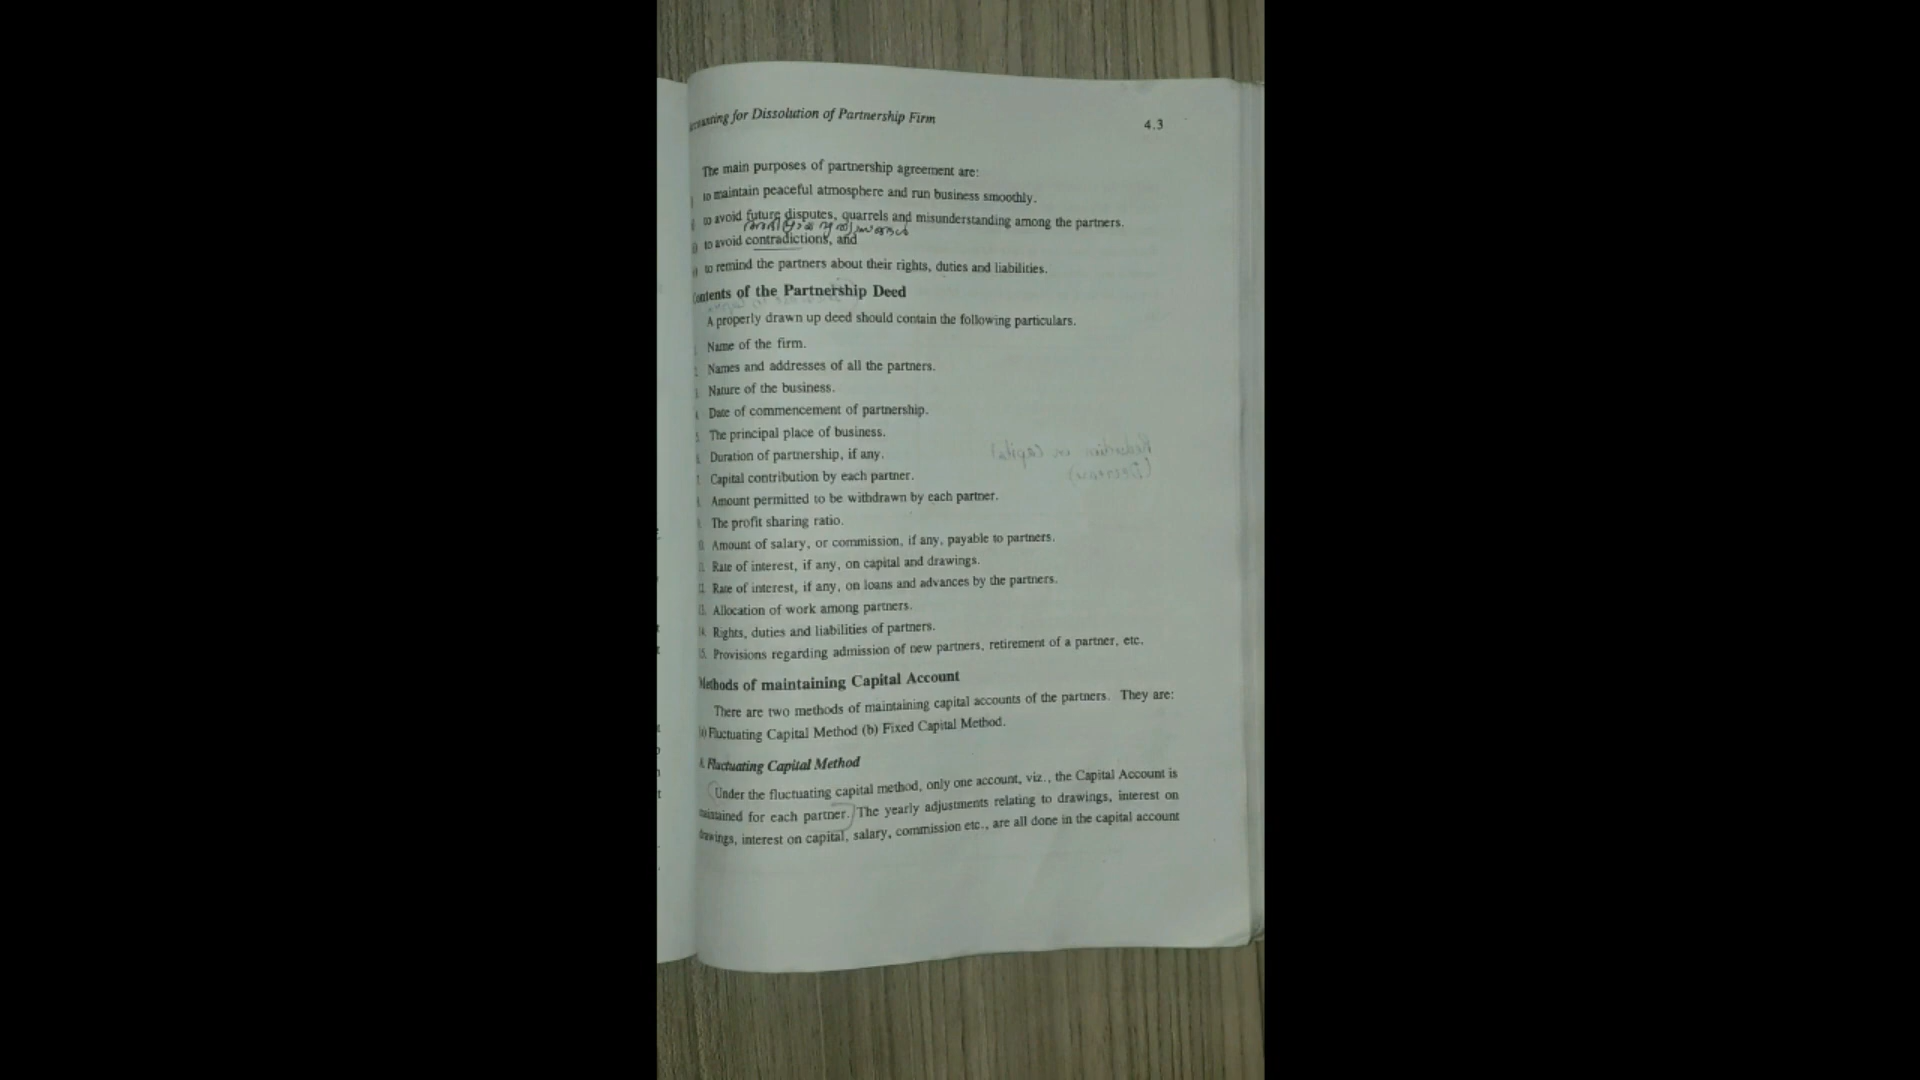 Accounting for Dissolution of Partnership Firm
4.3
The main purposes of partnership agreement are:
to maintain peaceful atmosphere and run business smoothly.
to avoid future disputes, quarrels and misunderstanding among the partners.
to avoid contradictions, and
to remind the partners about their rights, duties and liabilities.
Contents of the Partnership Deed
A properly drawn up deed should contain the following particulars.
Name of the firm.
2. Names and addresses of all the partners.
3. Nature of the business.
4. Date of commencement of partnership.
5. The principal place of business.
Duration of partnership, if any.
7. Capital contribution by each partner.
Amount permitted to be withdrawn by each partner.
The profit sharing ratio.
Amount of salary, or commission, if any, payable to partners.
Rate of interest, if any, on capital and drawings.
12. Rate of interest, if any, on loans and advances by the partners.
13. Allocation of work among partners.
14. Rights, duties and liabilities of partners.
15. Provisions regarding admission of new partners, retirement of a partner, etc.
Methods of maintaining Capital Account
There are two methods of maintaining capital accounts of the partners. They are:
(a) Fluctuating Capital Method (b) Fixed Capital Method.
A. Fluctuating Capital Method
Under the fluctuating capital method, only one account, viz., the Capital Account is
maintained for each partner. The yearly adjustments relating to drawings, interest on
drawings, interest on capital, salary, commission etc., are all done in the capital account